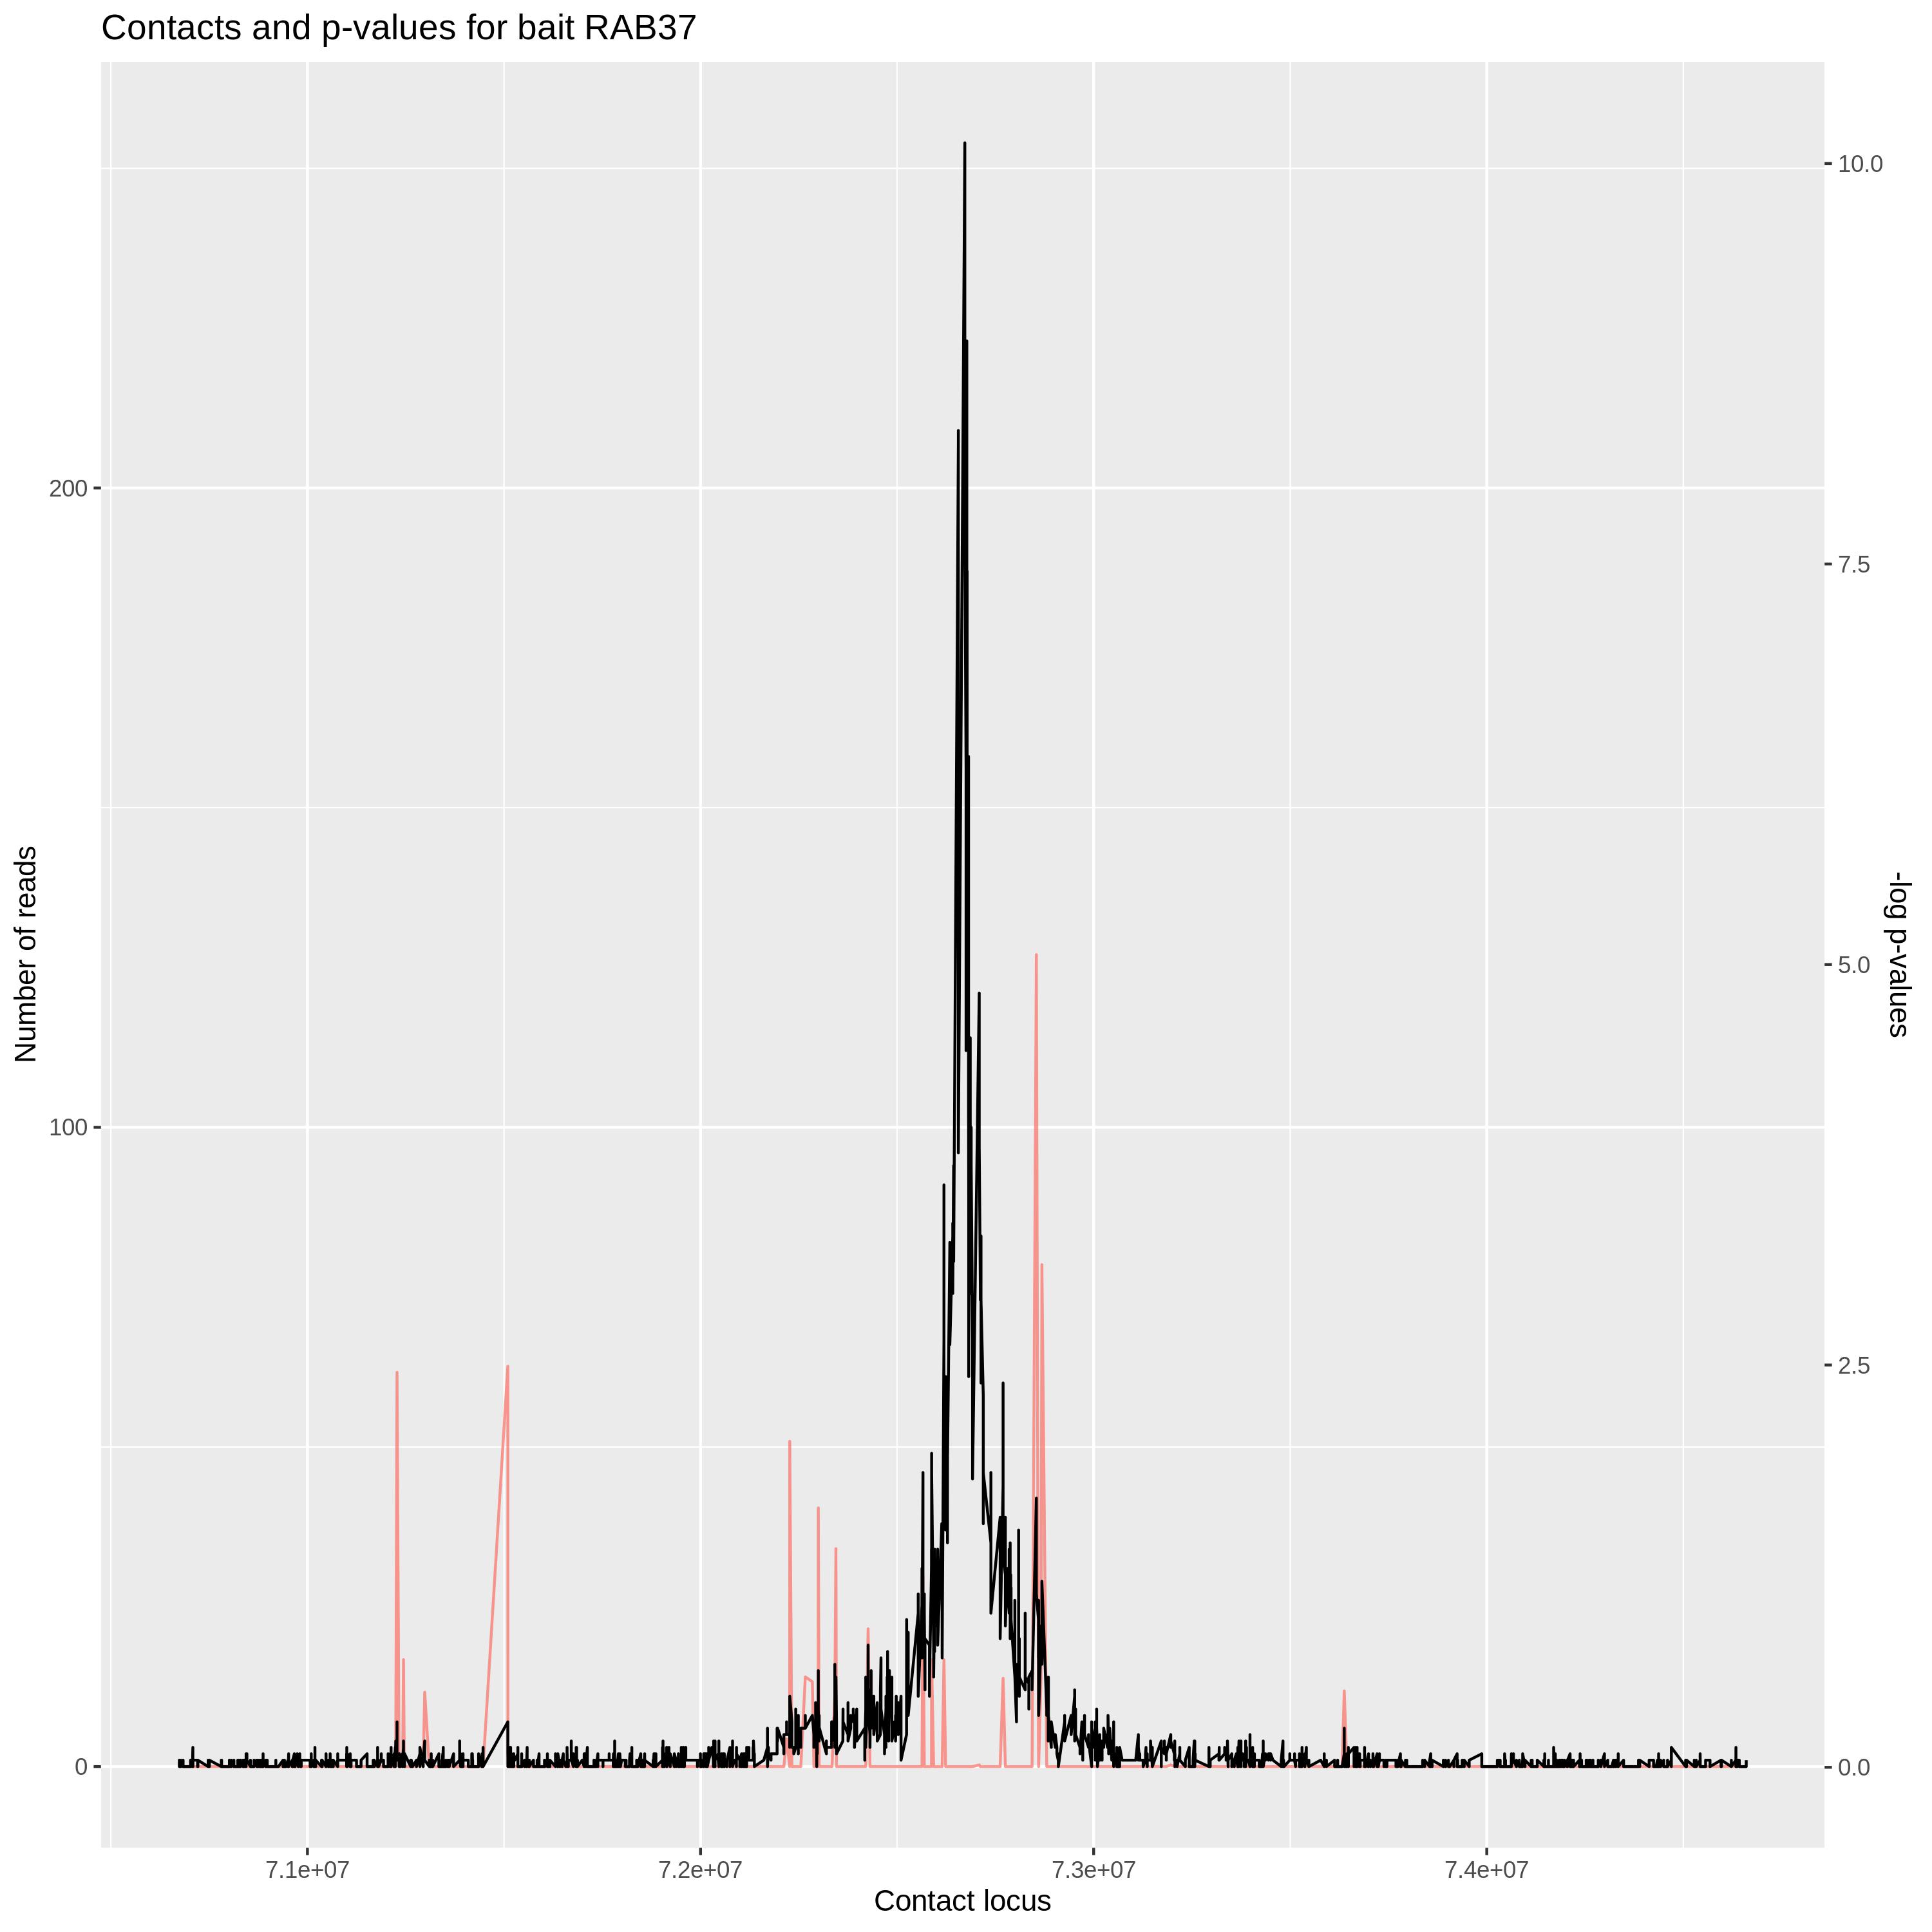 Contacts and p-values for bait RAB37
10.0
200
7.5
Number of reads
5.0
-log p-values
100
2.5
0
0.0
7.1e+07
7.2e+07
7.3e+07
7.4e+07
Contact locus